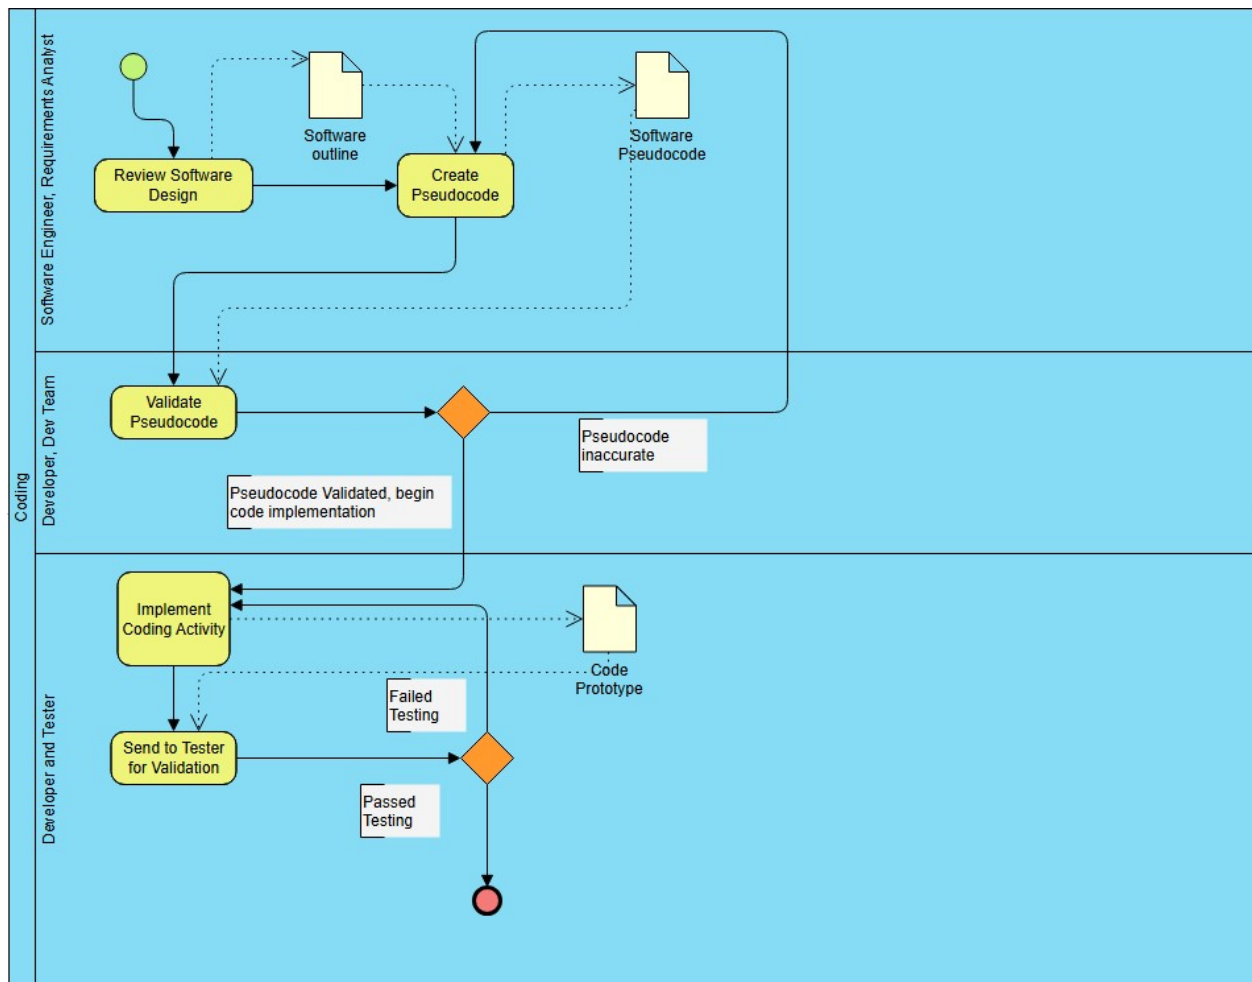 Coding
Software Engineer, Requirements Analyst
Software
outline
Software
Pseudocode
Review Software
Design
Create
Pseudocode
Developer, Dev Team
Validate
Pseudocode
Pseudocode
inaccurate
Pseudocode Validated, begin
code implementation
Developer and Tester
Implement
Coding Activity
Code
Prototype
Failed
Testing
Send to Tester
for Validation
Passed
Testing